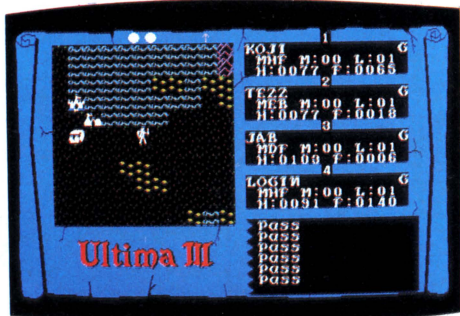 1
KOJI G
MHF M:00 L:01
H:0077 F:0065
2
TEZZ G
MEB M:00 L:01
H:0077 F:0018
3
JAB G
MDF M:00 L:01
H:0103 F:0006
4
LOGIN G
MHF M:00 L:01
H:0091 F:0140
Pass
Pass
Pass
Pass
Pass
Pass
Ultima III